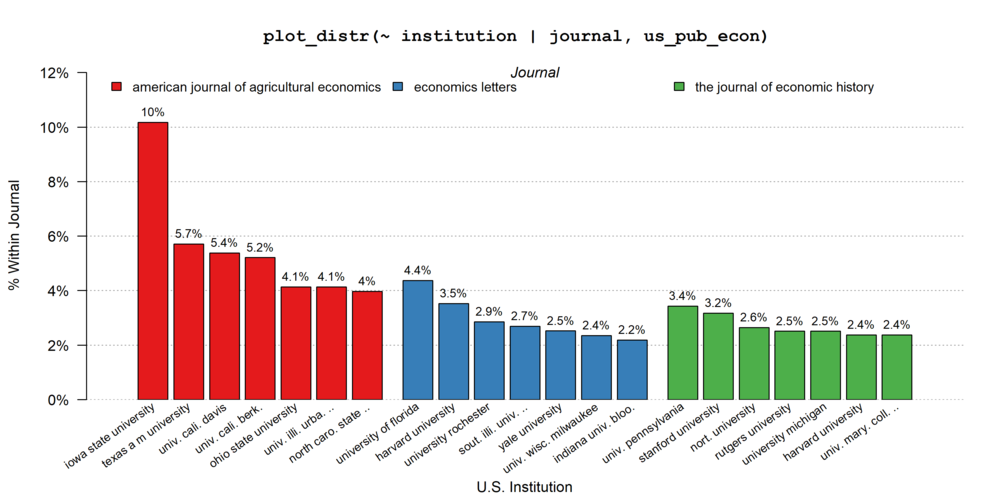 plot_distr(~ institution | journal, us_pub_econ)
Journal
american journal of agricultural economics
economics letters
the journal of economic history
% Within Journal
12%
10%
8%
6%
4%
2%
0%
10%
5.7%
5.4%
5.2%
4.1%
4.1%
4%
4.4%
3.5%
2.9%
2.7%
2.5%
2.4%
2.2%
3.4%
3.2%
2.6%
2.5%
2.5%
2.4%
2.4%
iowa state university
texas a m university
univ. cali. davis
univ. cali. berk.
ohio state university
univ. illi. urba. ..
north caro. state ..
university of florida
harvard university
university rochester
sout. illi. univ. ..
yale university
univ. wisc. milwaukee
indiana univ. bloo.
univ. pennsylvania
stanford university
nort. university
rutgers university
university michigan
harvard university
univ. mary. coll. ..
U.S. Institution